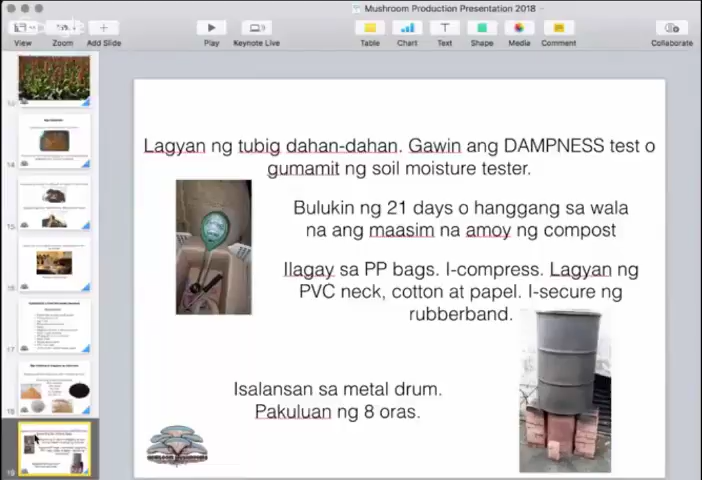 Mushroom Production Presentation 2018
View
Zoom
Add Slide
Play
Keynote Live
Table
Chart
Text
Shape
Media
Comment
Collaborate
Lagyan ng tubig dahan-dahan. Gawin ang DAMPNESS test o
gumamit ng soil moisture tester.
Bulukin ng 21 days o hanggang sa wala
na ang maasim na amoy ng compost
Ilagay sa PP bags. I-compress. Lagyan ng
PVC neck, cotton at papel. I-secure ng
rubberband.
Isalansan sa metal drum.
Pakuluan ng 8 oras.
14
17